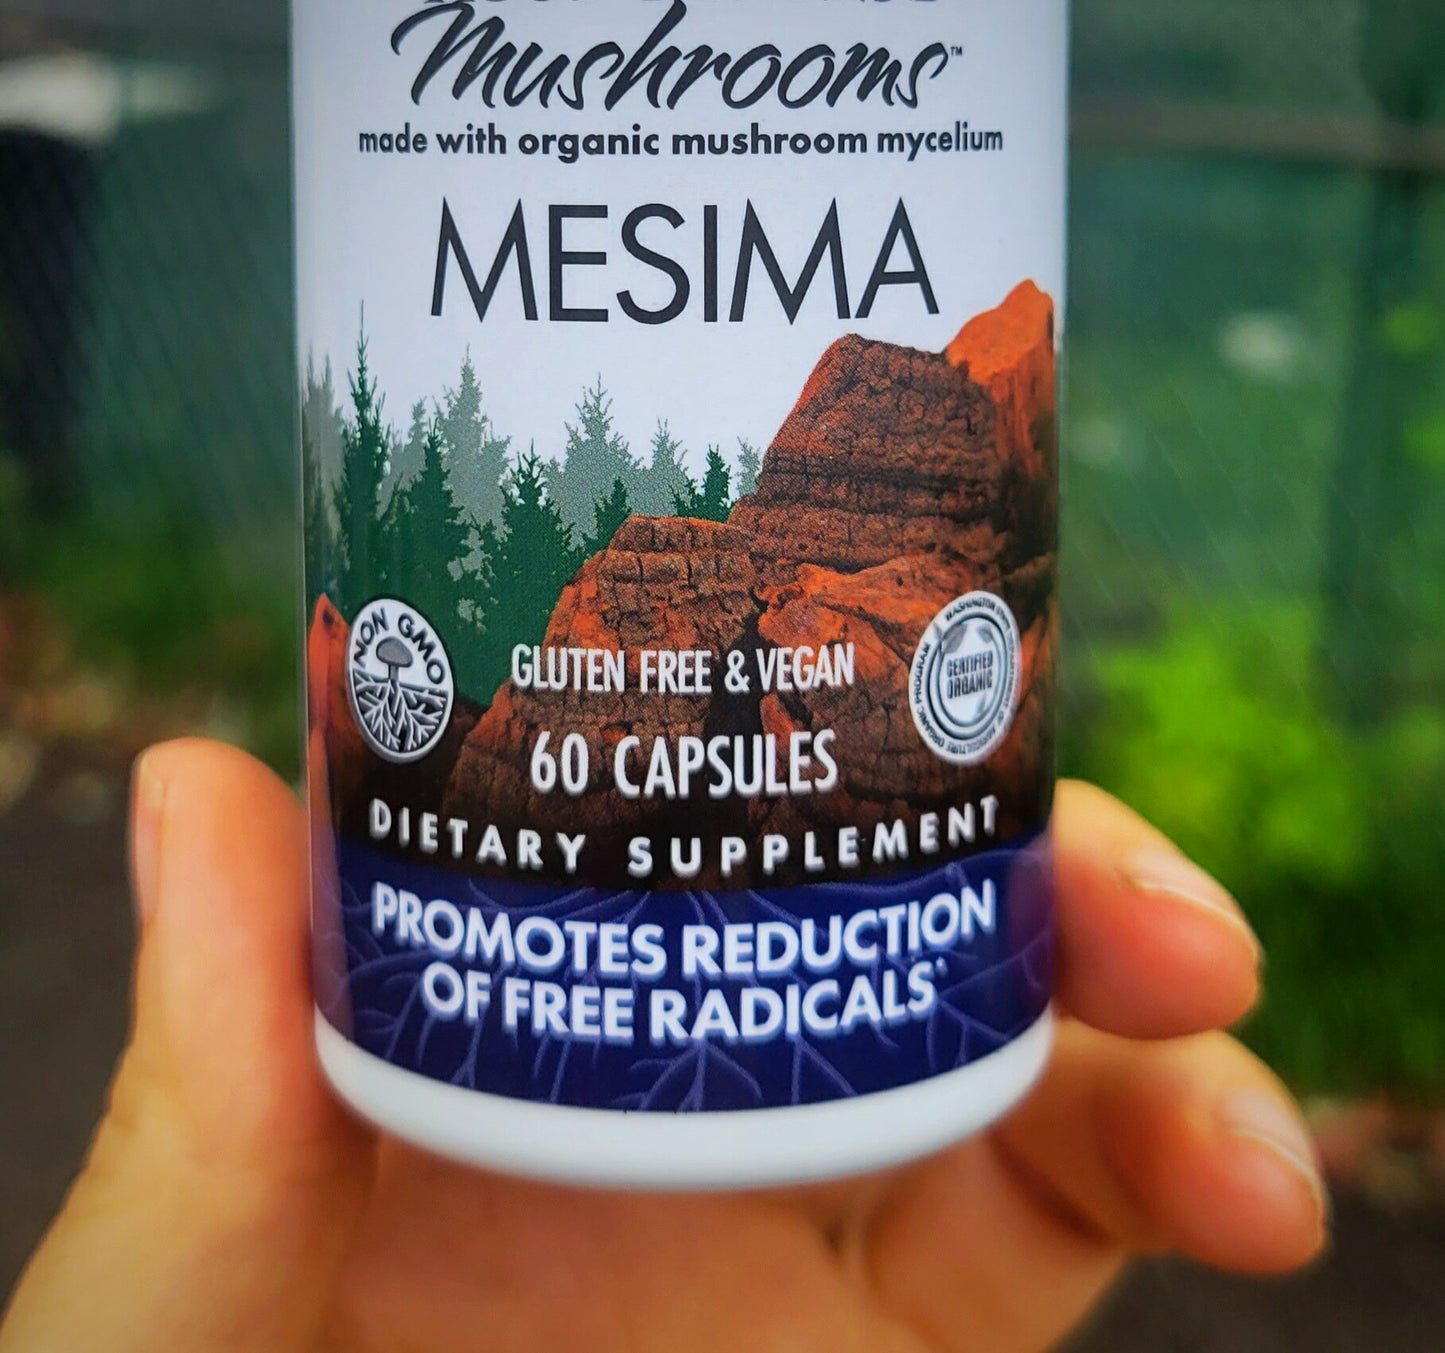 Mushrooms™
made with organic mushroom mycelium
MESIMA
NON GMO
GLUTEN FREE & VEGAN
CERTIFIED
ORGANIC
60 CAPSULES
DIETARY SUPPLEMENT
PROMOTES REDUCTION
OF FREE RADICALS*